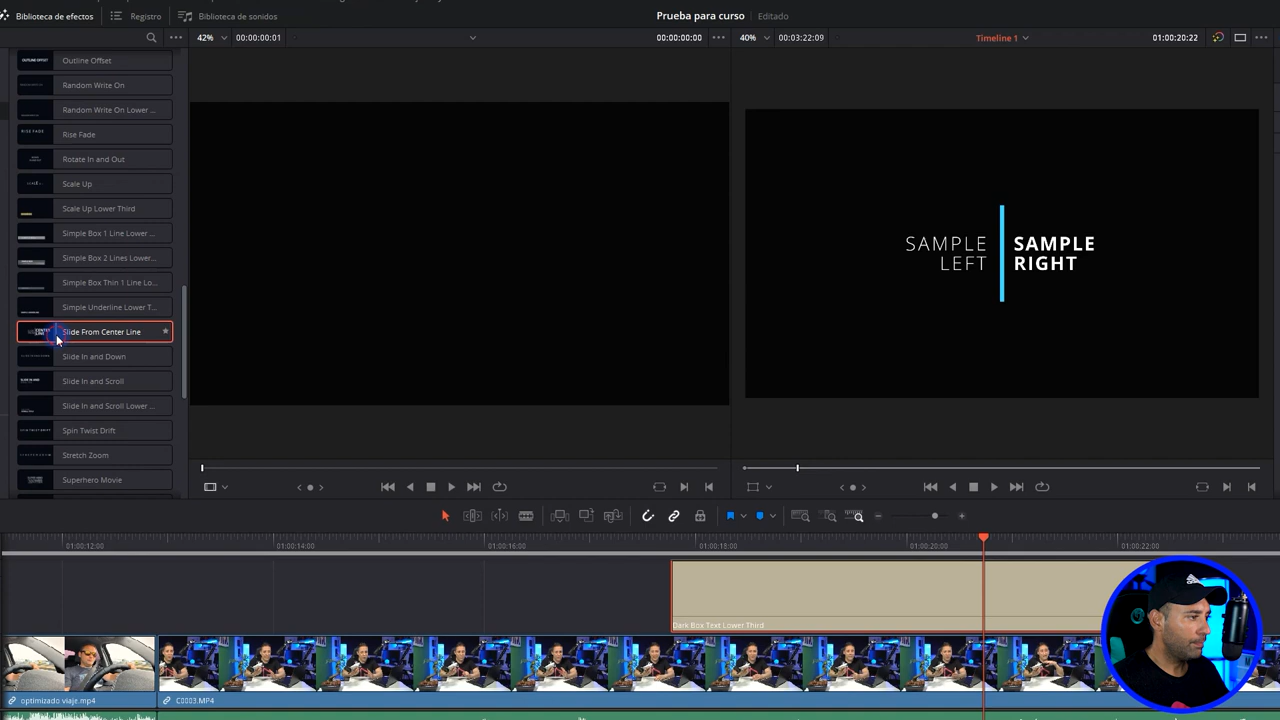 Biblioteca de efectos
Registro
Biblioteca de sonidos
Prueba para curso
Editado
42%
00:00:00:01
00:00:00:00
40%
00:03:22:09
Timeline 1
01:00:20:22
Outline Offset
Random Write On
Random Write On Lower ...
Rise Fade
Rotate In and Out
Scale Up
Scale Up Lower Third
Simple Box 1 Line Lower ...
Simple Box 2 Lines Lower...
Simple Box Thin 1 Line Lo...
Simple Underline Lower T...
Slide From Center Line
Slide In and Down
Slide In and Scroll
Slide In and Scroll Lower ...
Spin Twist Drift
Stretch Zoom
Superhero Movie
SAMPLE LEFT
SAMPLE RIGHT
01:00:12:00
01:00:14:00
01:00:16:00
01:00:18:00
01:00:20:00
01:00:22:00
Dark Box Text Lower Third
optimizado viaje.mp4
C0003.MP4